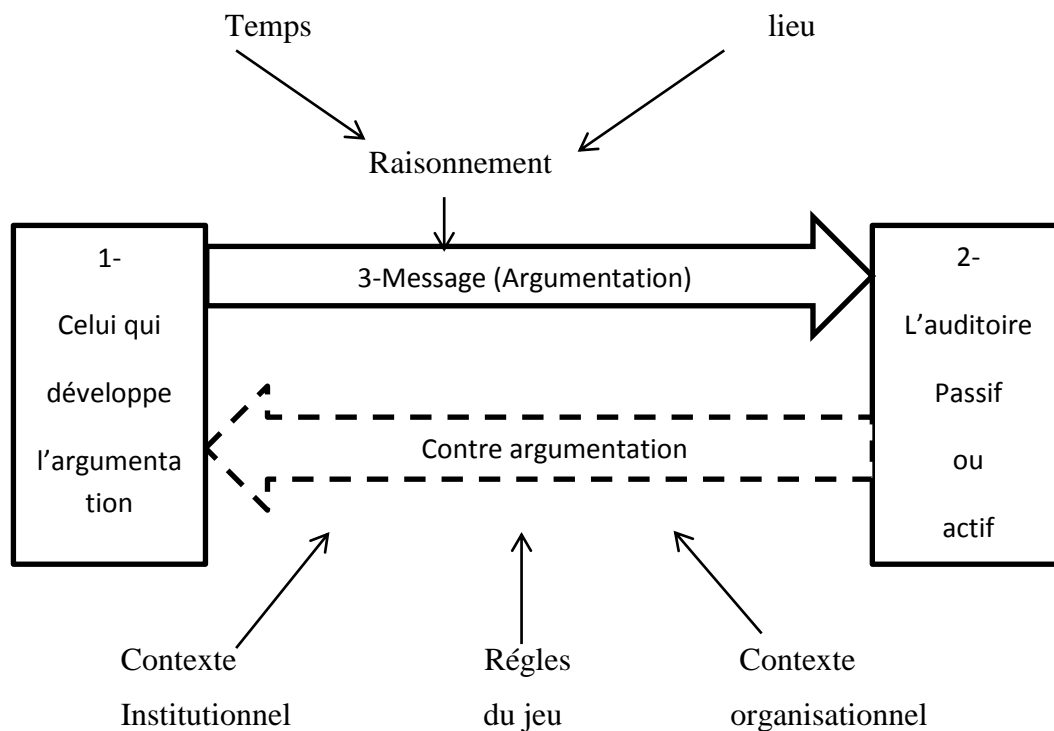 Temps lieu
Raisonnement
1-
Celui qui
développe
l'argumenta
tion
3-Message (Argumentation)
2-
L'auditoire
Passif
ou
actif
Contre argumentation
Contexte
Institutionnel
Régles
du jeu
Contexte
organisationnel